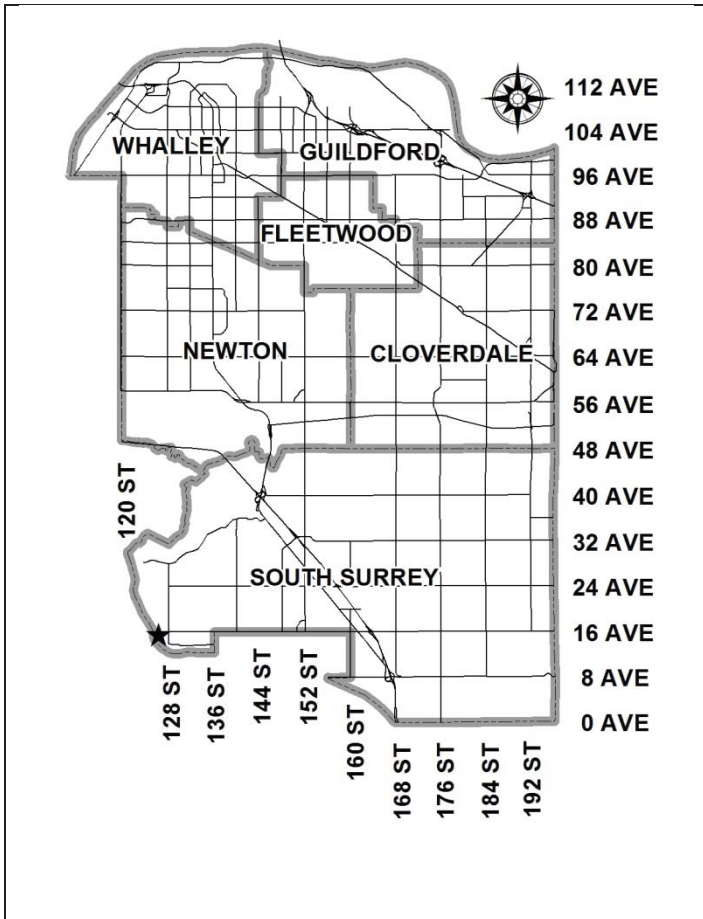 112 AVE
104 AVE
WHALLEY
GUILDFORD
96 AVE
88 AVE
FLEETWOOD
80 AVE
72 AVE
NEWTON
CLOVERDALE
64 AVE
56 AVE
48 AVE
120 ST
40 AVE
32 AVE
SOUTH SURREY
24 AVE
16 AVE
8 AVE
0 AVE
128 ST
136 ST
144 ST
152 ST
160 ST
168 ST
176 ST
184 ST
192 ST